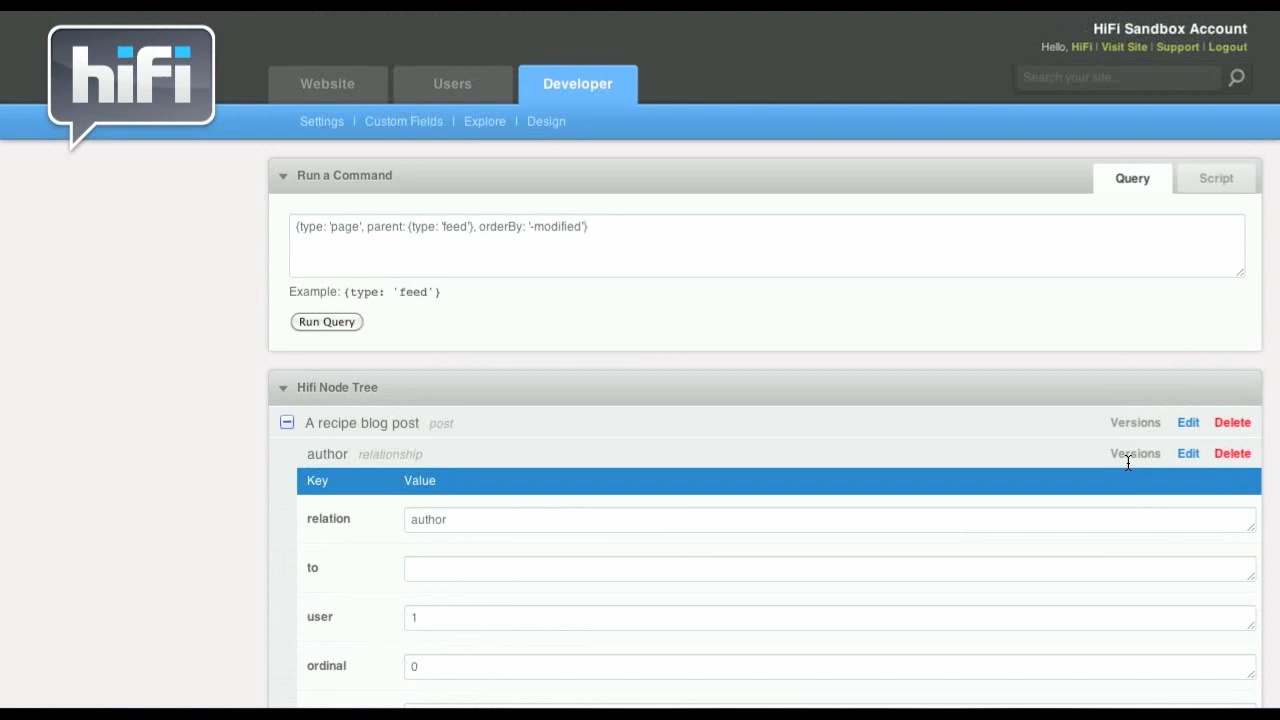 hifi
HiFi Sandbox Account
Hello, HiFi | Visit Site | Support | Logout
Search your site...
Website
Users
Developer
Settings | Custom Fields | Explore | Design
Run a Command
Query
Script
{type: 'page', parent: {type: 'feed'}, orderBy: '-modified'}
Example: {type: 'feed'}
Run Query
Hifi Node Tree
A recipe blog post post Versions Edit Delete
author relationship Versions Edit Delete
Key Value
relation author
to
user 1
ordinal 0